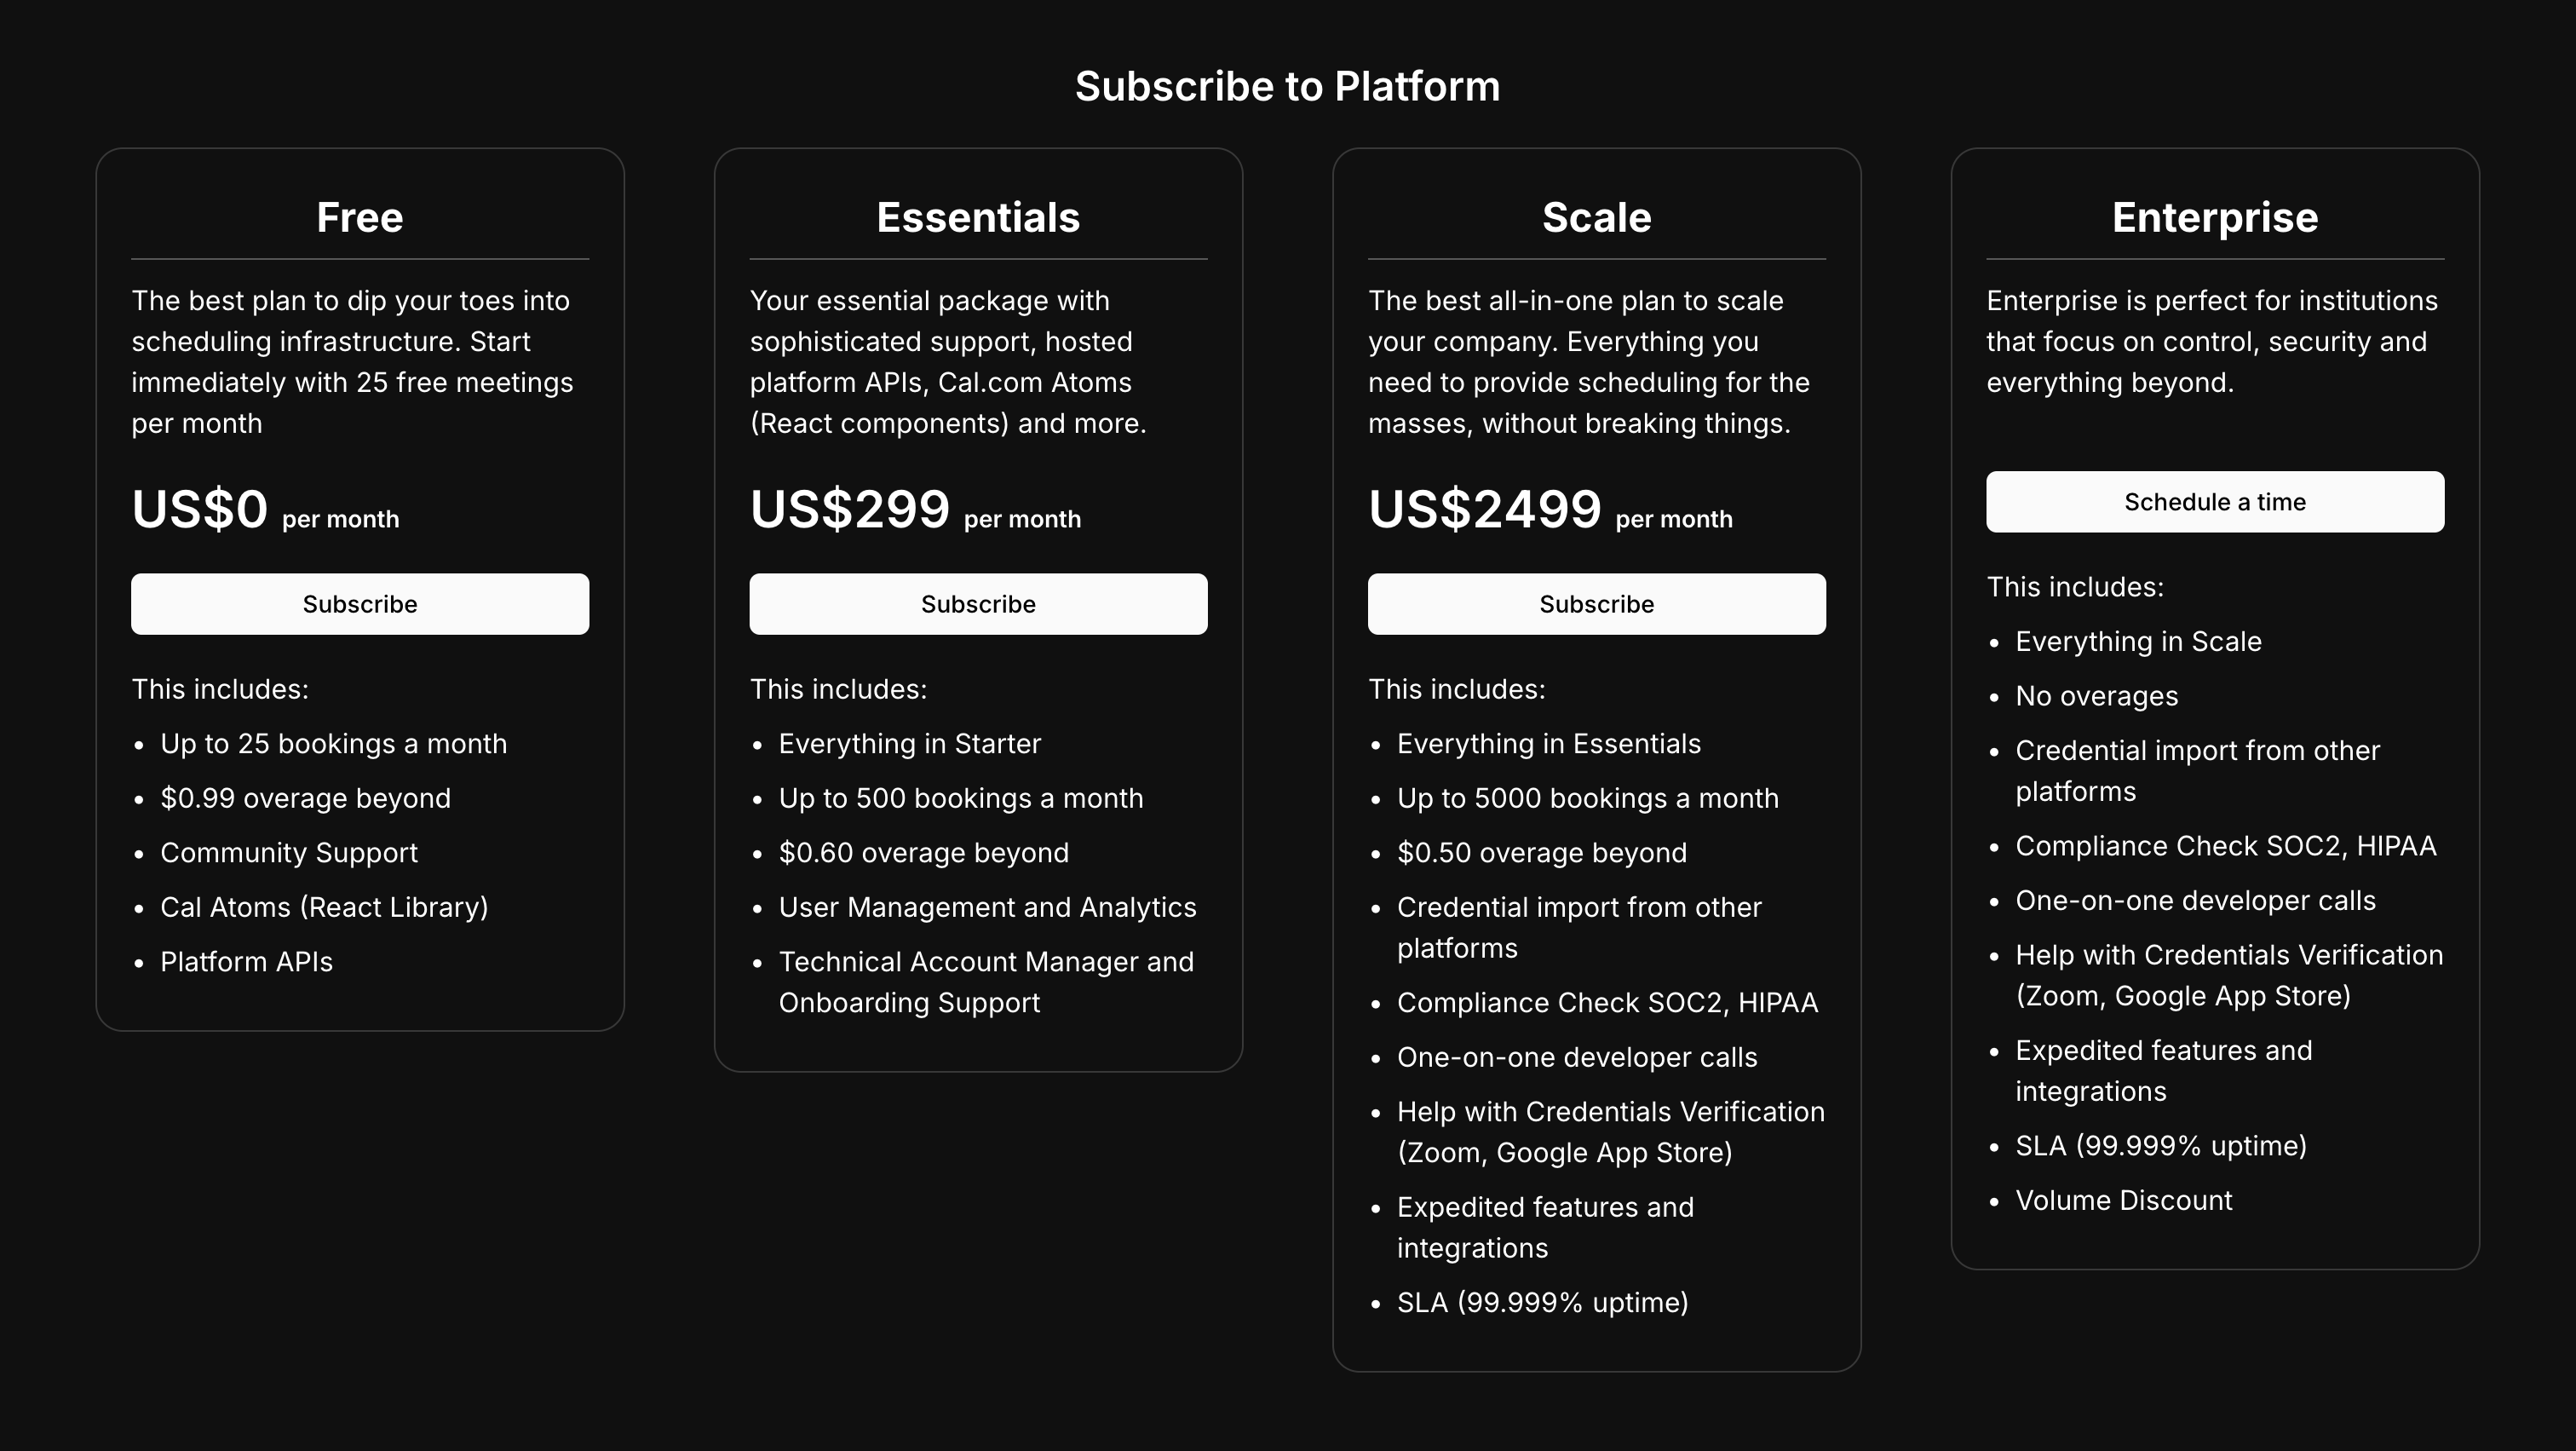 Subscribe to Platform
Free
The best plan to dip your toes into
scheduling infrastructure. Start
immediately with 25 free meetings
per month
US$0 per month
Subscribe
This includes:
• Up to 25 bookings a month
• $0.99 overage beyond
• Community Support
• Cal Atoms (React Library)
• Platform APIs
Essentials
Your essential package with
sophisticated support, hosted
platform APIs, Cal.com Atoms
(React components) and more.
US$299 per month
Subscribe
This includes:
• Everything in Starter
• Up to 500 bookings a month
• $0.60 overage beyond
• User Management and Analytics
• Technical Account Manager and
Onboarding Support
Scale
The best all-in-one plan to scale
your company. Everything you
need to provide scheduling for the
masses, without breaking things.
US$2499 per month
Subscribe
This includes:
• Everything in Essentials
• Up to 5000 bookings a month
• $0.50 overage beyond
• Credential import from other
platforms
• Compliance Check SOC2, HIPAA
• One-on-one developer calls
• Help with Credentials Verification
(Zoom, Google App Store)
• Expedited features and
integrations
• SLA (99.999% uptime)
Enterprise
Enterprise is perfect for institutions
that focus on control, security and
everything beyond.
Schedule a time
This includes:
• Everything in Scale
• No overages
• Credential import from other
platforms
• Compliance Check SOC2, HIPAA
• One-on-one developer calls
• Help with Credentials Verification
(Zoom, Google App Store)
• Expedited features and
integrations
• SLA (99.999% uptime)
• Volume Discount